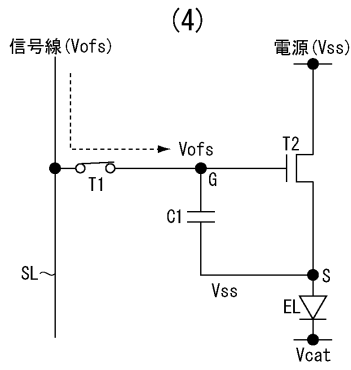 (4)
信号線(Vofs)
電源(Vss)
Vofs
T2
G
T1
C1
SL
Vss
S
EL
Vcat